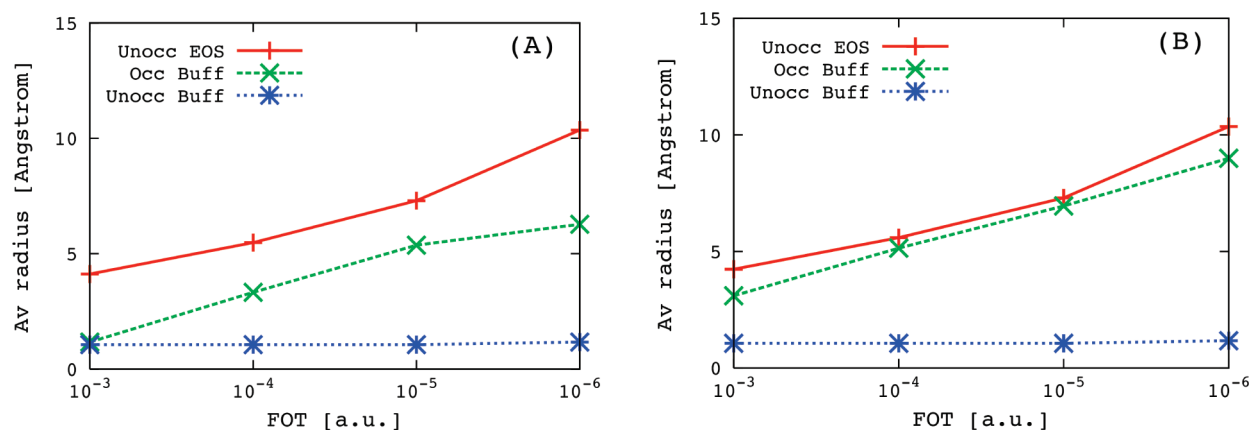 15
10
5
0
Av radius [Angstrom]
(A)
Unocc EOS
Occ Buff
Unocc Buff
10⁻³ 10⁻⁴ 10⁻⁵ 10⁻⁶
FOT [a.u.]
15
10
5
0
Av radius [Angstrom]
(B)
Unocc EOS
Occ Buff
Unocc Buff
10⁻³ 10⁻⁴ 10⁻⁵ 10⁻⁶
FOT [a.u.]